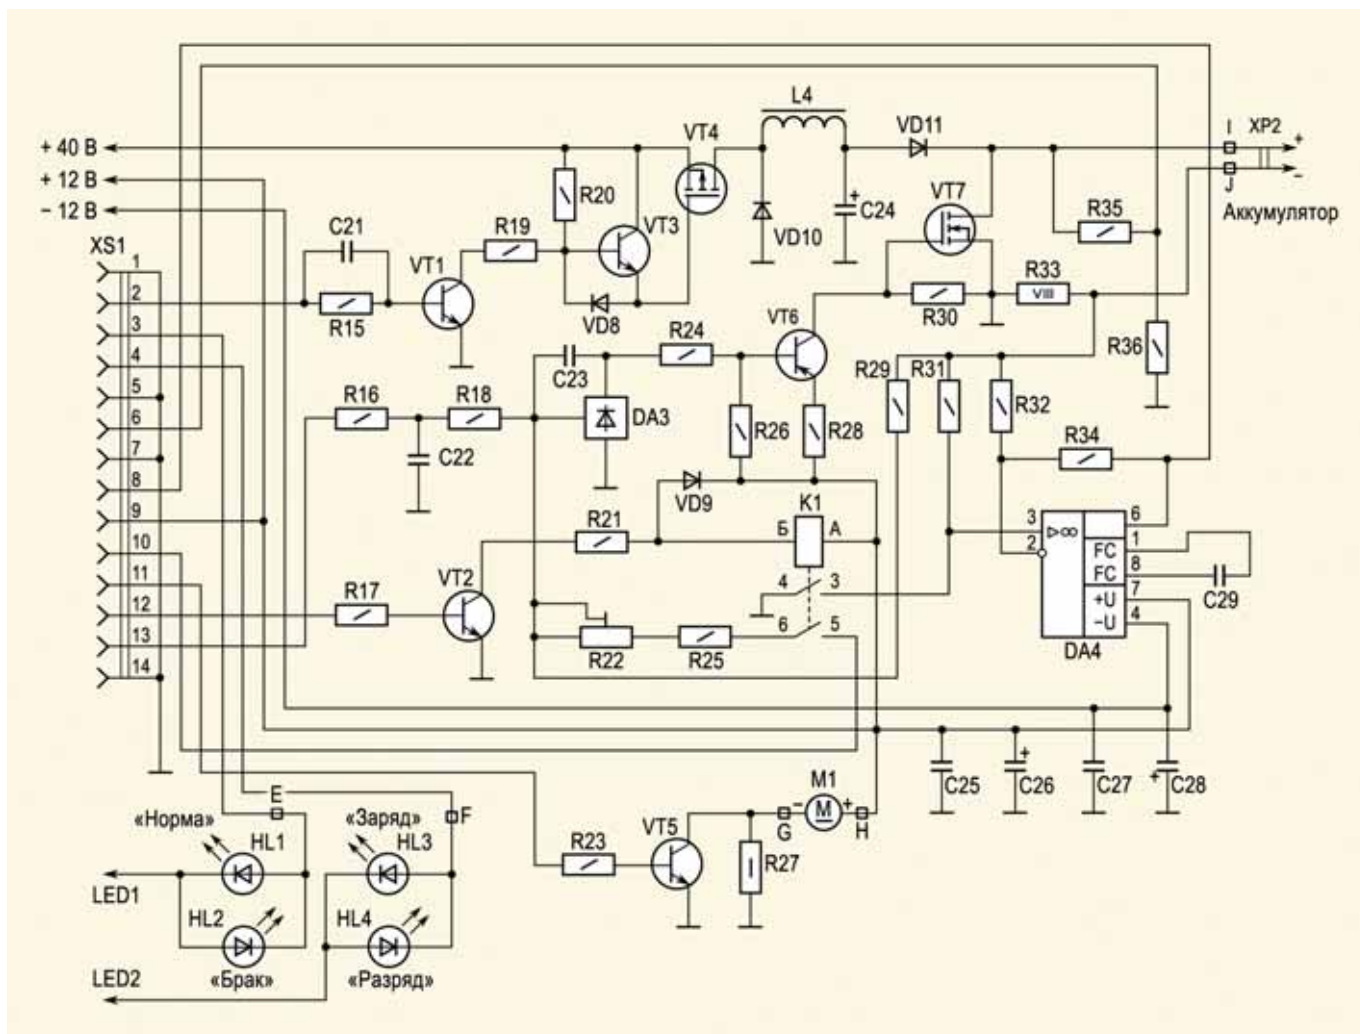 L4
VD11
I
XP2
+ 40 В
VT4
+
+ 12 В
J
−
− 12 В
R20
VT7
C24
+
R35
Аккумулятор
XS1
C21
R19
VT3
VD10
1
VT1
R33
2
VIII
R15
VD8
R24
VT6
R30
3
R36
4
C23
R29
R31
5
R16
R18
DA3
R26
R28
R32
6
R34
7
C22
8
VD9
K1
9
R21
Б
А
3
6
▷∞
10
2
FC
1
11
VT2
FC
8
4
3
C29
12
R17
+U
7
6
5
−U
4
13
R22
R25
DA4
14
M1
+
C25
C26
C27
+
C28
E
«Норма»
«Заряд»
F
−
М
+
HL1
HL3
VT5
G
H
R23
R27
LED1
HL2
HL4
LED2
«Брак»
«Разряд»